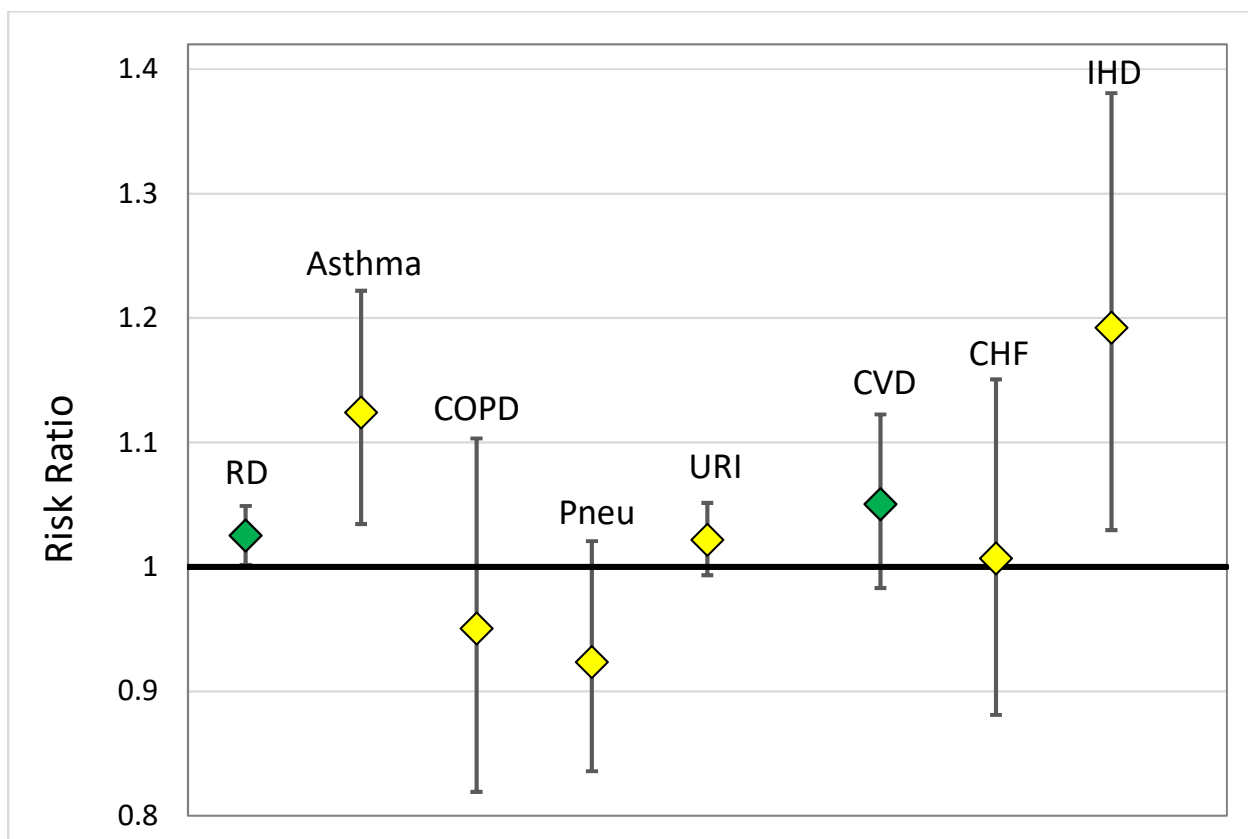 1.4
1.3
1.2
1.1
1
0.9
0.8
Risk Ratio
RD
Asthma
COPD
Pneu
URI
CVD
CHF
IHD